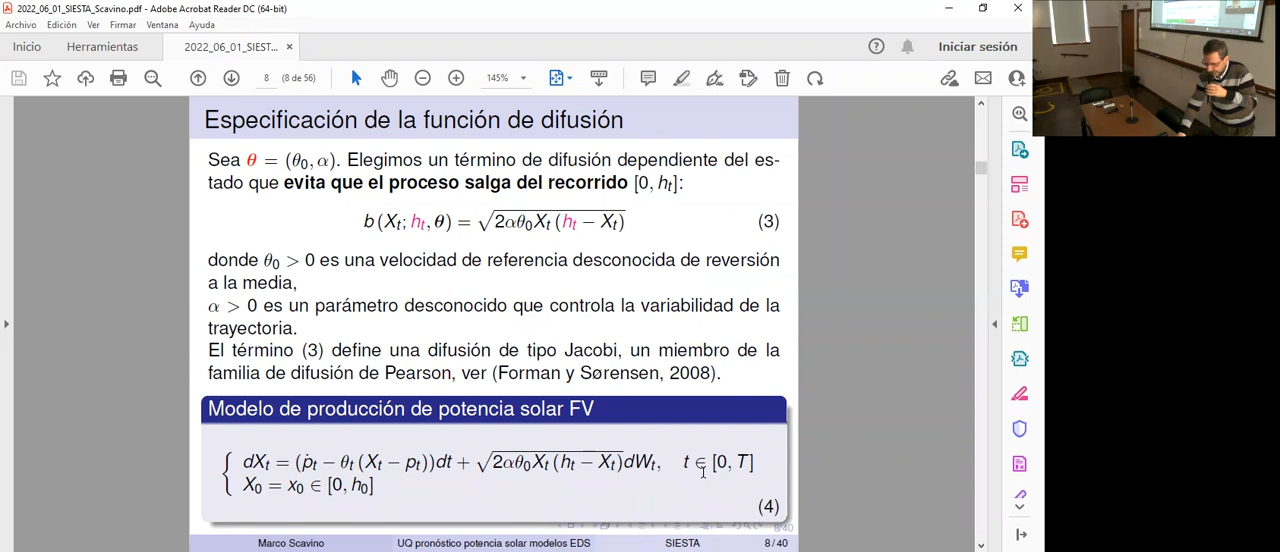 2022_06_01_SIESTA_Scavino.pdf - Adobe Acrobat Reader DC (64-bit)
Archivo Edición Ver Firmar Ventana Ayuda
Inicio Herramientas 2022_06_01_SIEST... × Iniciar sesión
8 (8 de 56) 145%
Especificación de la función de difusión
Sea θ = (θ₀, α). Elegimos un término de difusión dependiente del es-
tado que evita que el proceso salga del recorrido [0, hₜ]:
b (Xₜ; hₜ, θ) = √(2αθ₀Xₜ (hₜ − Xₜ)) (3)
donde θ₀ > 0 es una velocidad de referencia desconocida de reversión
a la media,
α > 0 es un parámetro desconocido que controla la variabilidad de la
trayectoria.
El término (3) define una difusión de tipo Jacobi, un miembro de la
familia de difusión de Pearson, ver (Forman y Sørensen, 2008).
Modelo de producción de potencia solar FV
dXₜ = (ṗₜ − θₜ (Xₜ − pₜ))dt + √(2αθ₀Xₜ (hₜ − Xₜ))dWₜ, t ∈ [0, T]
X₀ = x₀ ∈ [0, h₀]
(4)
8/40
Marco Scavino UQ pronóstico potencia solar modelos EDS SIESTA 8 / 40